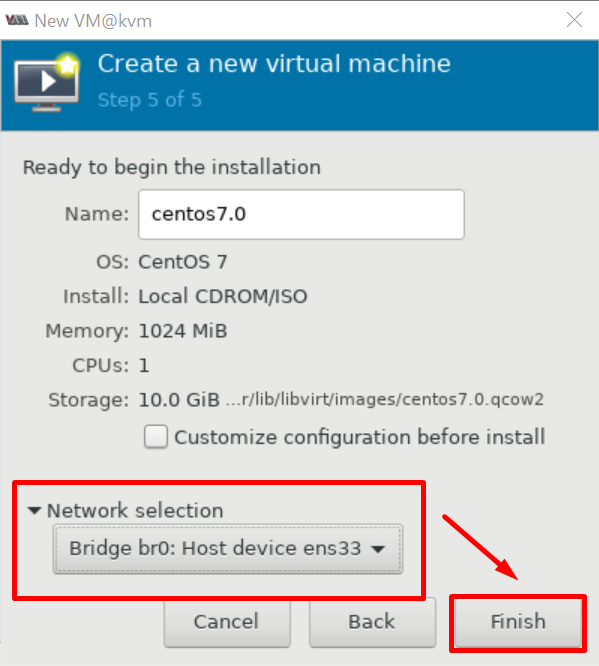 New VM@kvm
Create a new virtual machine
Step 5 of 5
Ready to begin the installation
Name: centos7.0
OS: CentOS 7
Install: Local CDROM/ISO
Memory: 1024 MiB
CPUs: 1
Storage: 10.0 GiB ...r/lib/libvirt/images/centos7.0.qcow2
Customize configuration before install
Network selection
Bridge br0: Host device ens33
Cancel Back Finish